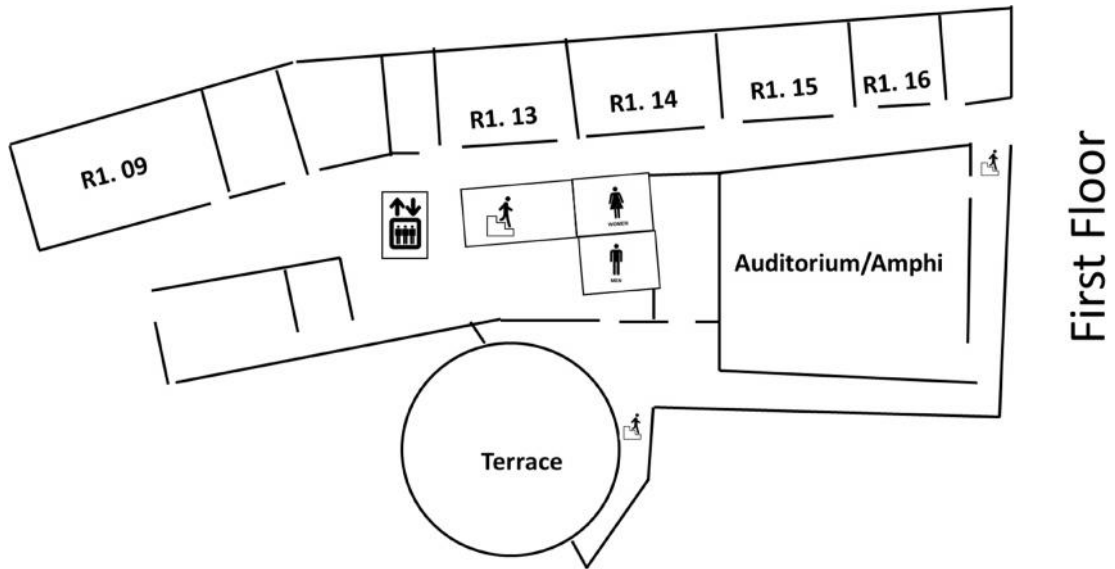 R1. 09
R1. 13
R1. 14
R1. 15
R1. 16
WOMEN
MEN
Auditorium/Amphi
Terrace
First Floor